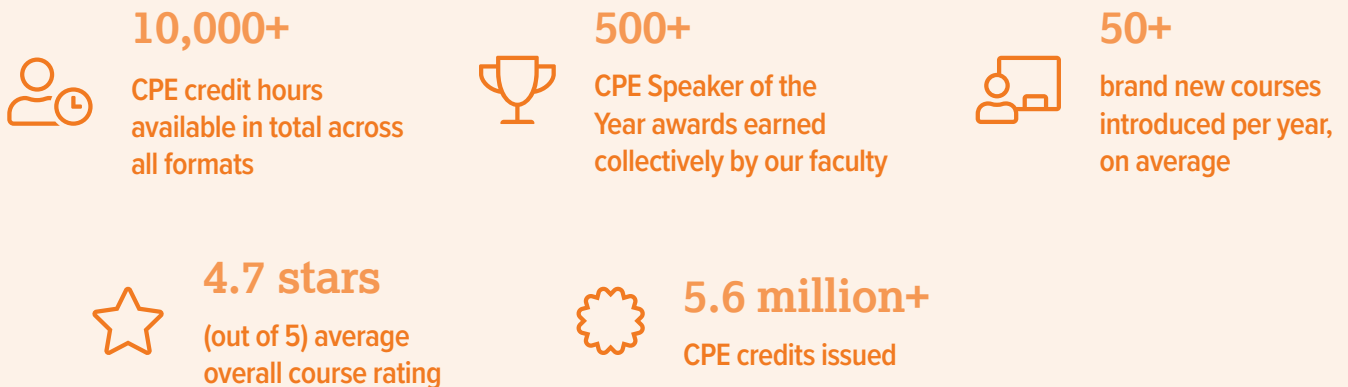 10,000+
CPE credit hours
available in total across
all formats
500+
CPE Speaker of the
Year awards earned
collectively by our faculty
50+
brand new courses
introduced per year,
on average
4.7 stars
(out of 5) average
overall course rating
5.6 million+
CPE credits issued